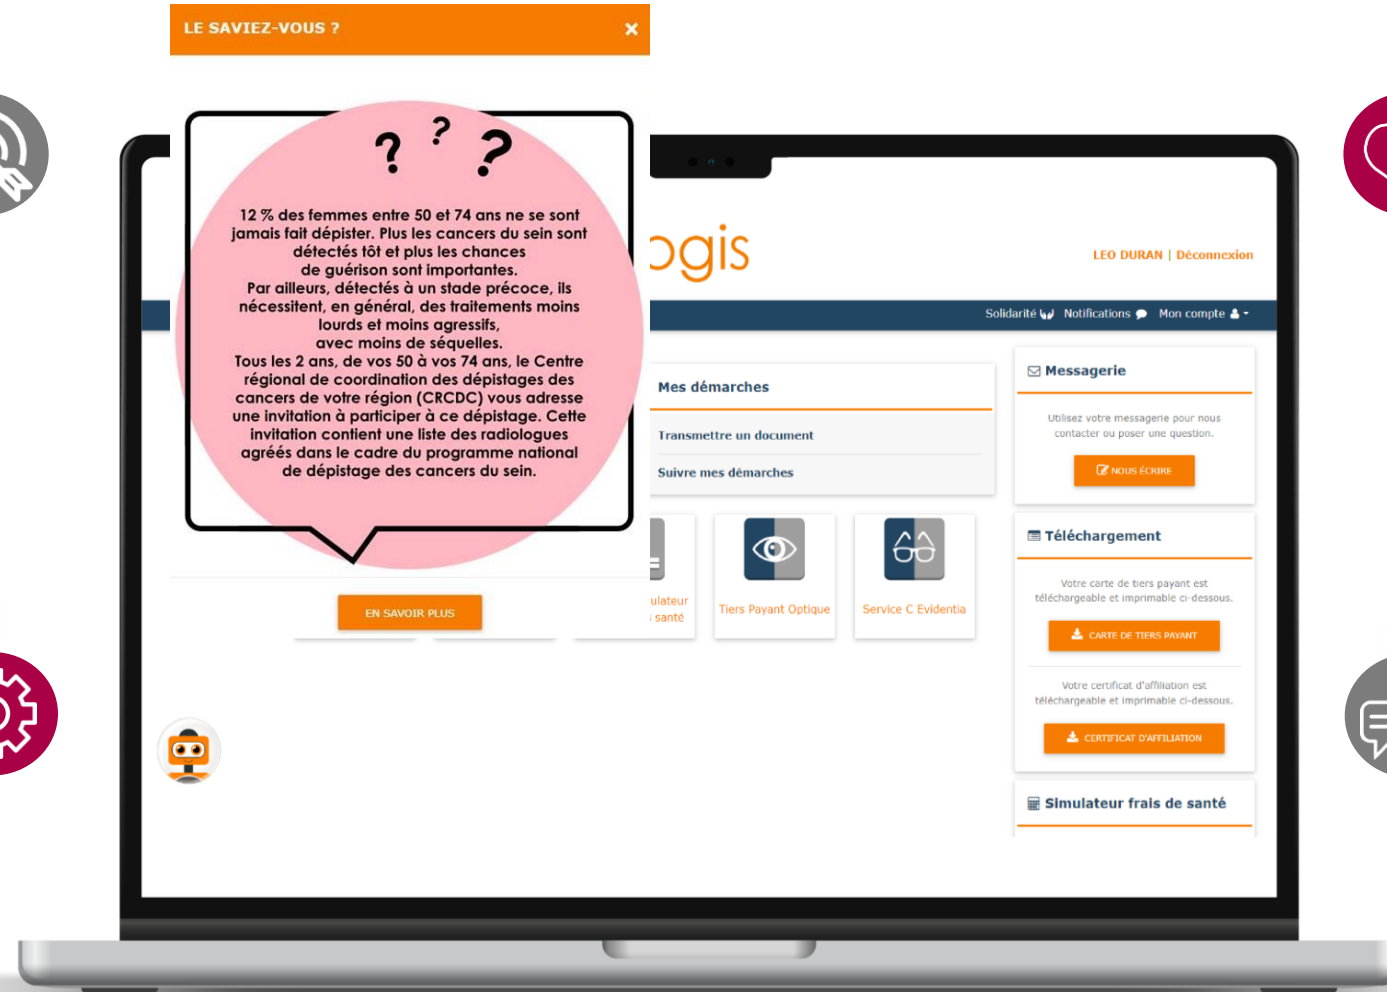 LE SAVIEZ-VOUS ?
? ? ?
12 % des femmes entre 50 et 74 ans ne se sont
jamais fait dépister. Plus les cancers du sein sont
détectés tôt et plus les chances
de guérison sont importantes.
Par ailleurs, détectés à un stade précoce, ils
nécessitent, en général, des traitements moins
lourds et moins agressifs,
avec moins de séquelles.
Tous les 2 ans, de vos 50 à vos 74 ans, le Centre
régional de coordination des dépistages des
cancers de votre région (CRCDC) vous adresse
une invitation à participer à ce dépistage. Cette
invitation contient une liste des radiologues
agréés dans le cadre du programme national
de dépistage des cancers du sein.
EN SAVOIR PLUS
LEO DURAN | Déconnexion
Solidarité Notifications Mon compte
Mes démarches
Transmettre un document
Suivre mes démarches
santé
Tiers Payant Optique
Service C Evidentia
Messagerie
Utilisez votre messagerie pour nous
contacter ou poser une question.
NOUS ÉCRIRE
Téléchargement
Votre carte de tiers payant est
téléchargeable et imprimable ci-dessous.
CARTE DE TIERS PAYANT
Votre certificat d'affiliation est
téléchargeable et imprimable ci-dessous.
CERTIFICAT D'AFFILIATION
Simulateur frais de santé